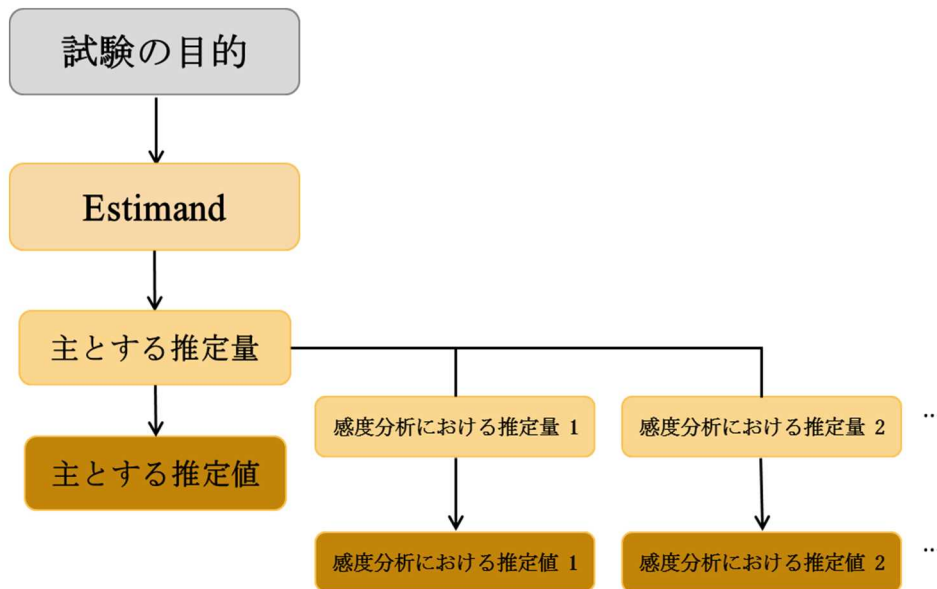 試験の目的
Estimand
主とする推定量
感度分析における推定量 1
感度分析における推定量 2
..
主とする推定値
感度分析における推定値 1
感度分析における推定値 2
..